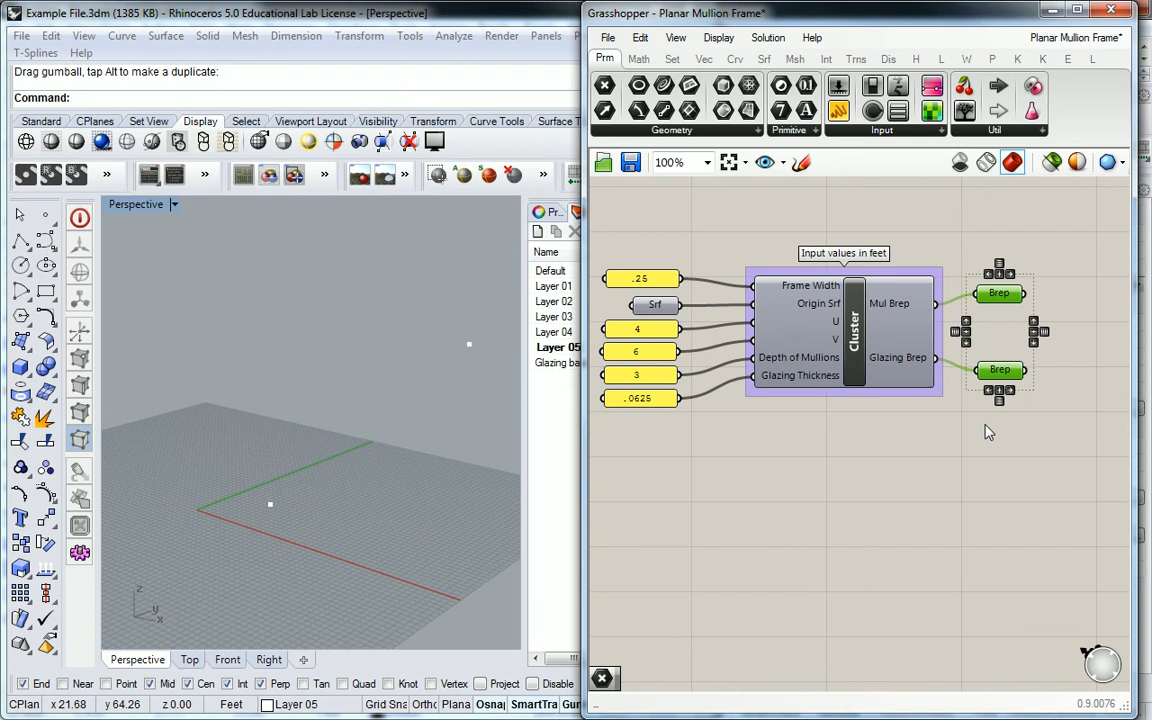 Example File.3dm (1385 KB) - Rhinoceros 5.0 Educational Lab License - [Perspective]
File Edit View Curve Surface Solid Mesh Dimension Transform Tools Analyze Render Panels
T-Splines Help
Drag gumball, tap Alt to make a duplicate:
Command:
Standard CPlanes Set View Display Select Viewport Layout Visibility Transform Curve Tools Surface
Perspective
Pr...
Name
Default
Layer 01
Layer 02
Layer 03
Layer 04
Layer 05
Glazing ba
z
y
x
Perspective Top Front Right
End Near Point Mid Cen Int Perp Tan Quad Knot Vertex Project Disable
CPlan x 21.68 y 64.26 z 0.00 Feet Layer 05 Grid Snap Ortho Plana Osnap SmartTra Gum
Grasshopper - Planar Mullion Frame*
File Edit View Display Solution Help Planar Mullion Frame*
Prm Math Set Vec Crv Srf Msh Int Trns Dis H L W P K K E L
Geometry Primitive Input Util
100%
Input values in feet
.25
Srf
4
6
3
.0625
Frame Width
Origin Srf
U
V
Depth of Mullions
Glazing Thickness
Cluster
Mul Brep
Glazing Brep
Brep
Brep
0.9.0076